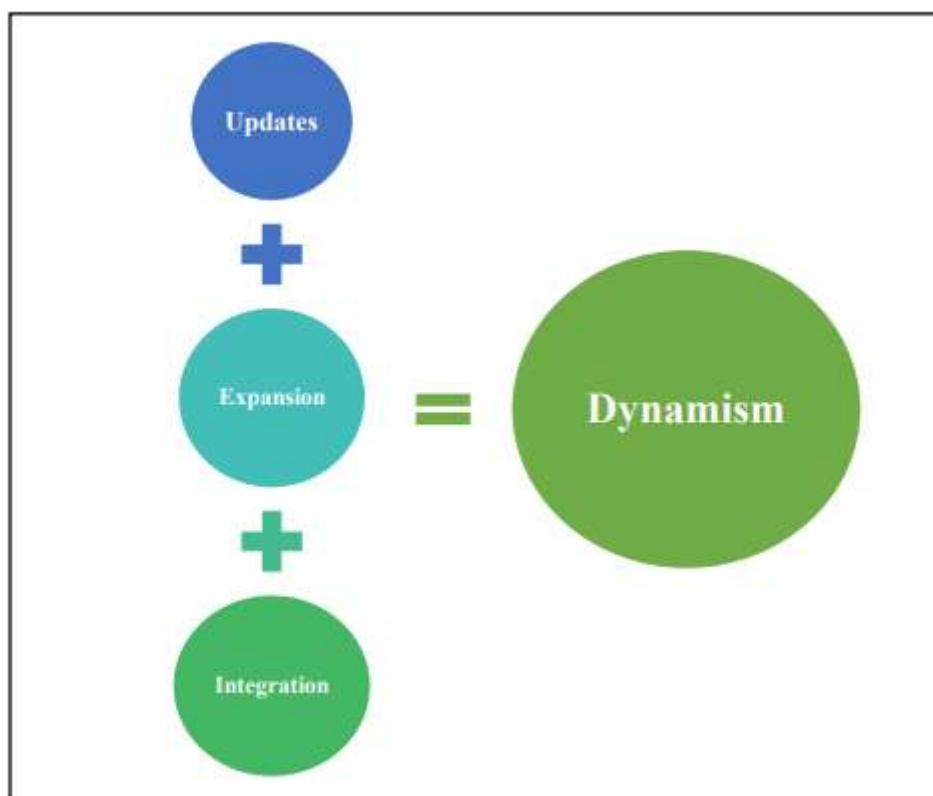 Updates
+
Expansion
=
Dynamism
+
Integration